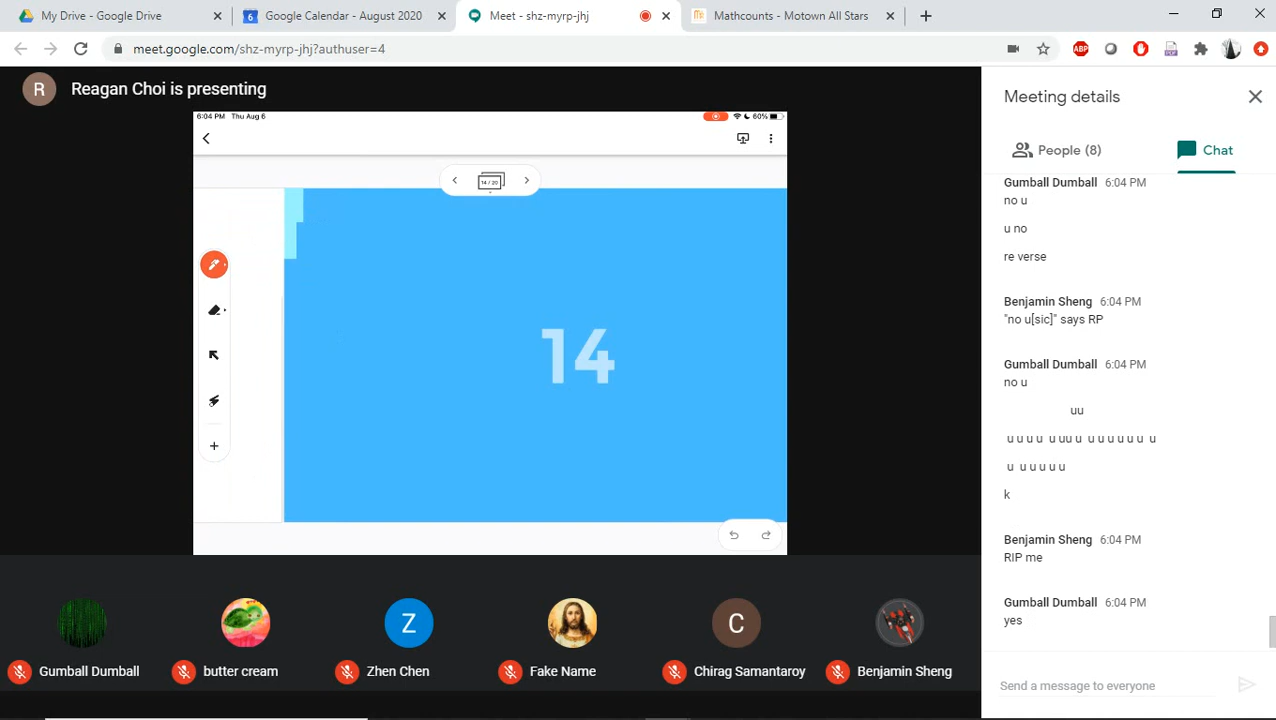 My Drive - Google Drive
Google Calendar - August 2020
Meet - shz-myrp-jhj
Mathcounts - Motown All Stars
meet.google.com/shz-myrp-jhj?authuser=4
ABP
R
Reagan Choi is presenting
6:04 PM Thu Aug 6
60%
14 / 20
14
Gumball Dumball
butter cream
Z
Zhen Chen
Fake Name
C
Chirag Samantaroy
Benjamin Sheng
Meeting details
People (8)
Chat
Gumball Dumball 6:04 PM
no u
u no
re verse
Benjamin Sheng 6:04 PM
"no u[sic]" says RP
Gumball Dumball 6:04 PM
no u
uu
u u u u u uu u u u u u u u u
u u u u u u
k
Benjamin Sheng 6:04 PM
RIP me
Gumball Dumball 6:04 PM
yes
Send a message to everyone